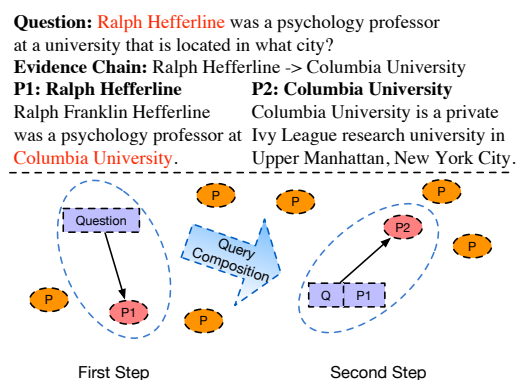 Question: Ralph Hefferline was a psychology professor
at a university that is located in what city?
Evidence Chain: Ralph Hefferline -> Columbia University
P1: Ralph Hefferline
Ralph Franklin Hefferline
was a psychology professor at
Columbia University.
P2: Columbia University
Columbia University is a private
Ivy League research university in
Upper Manhattan, New York City.
P
P
P
Question
P2
Query
Composition
P
P
P1
Q P1
P
First Step
Second Step